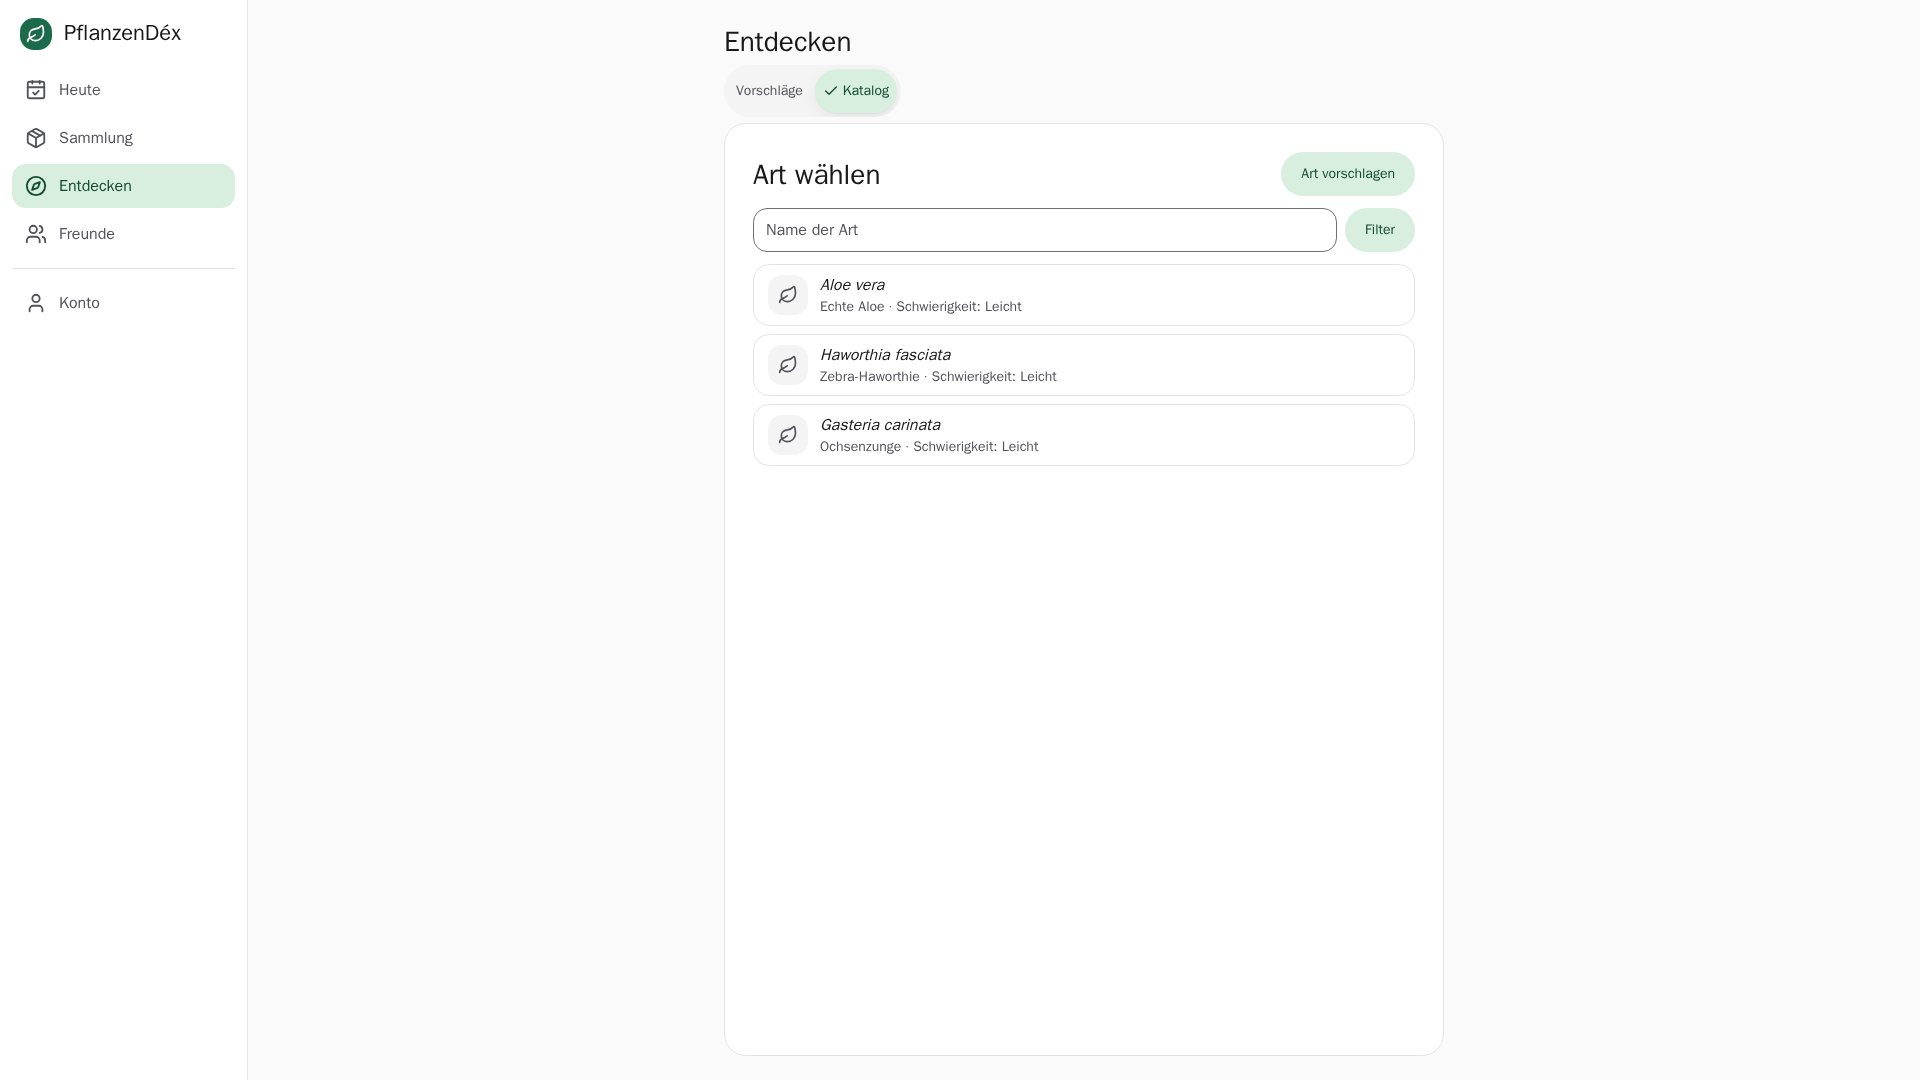 PflanzenDéx
Heute
Sammlung
Entdecken
Freunde
Konto
Entdecken
Vorschläge
Katalog
Art wählen
Art vorschlagen
Name der Art
Filter
Aloe vera
Echte Aloe · Schwierigkeit: Leicht
Haworthia fasciata
Zebra-Haworthie · Schwierigkeit: Leicht
Gasteria carinata
Ochsenzunge · Schwierigkeit: Leicht